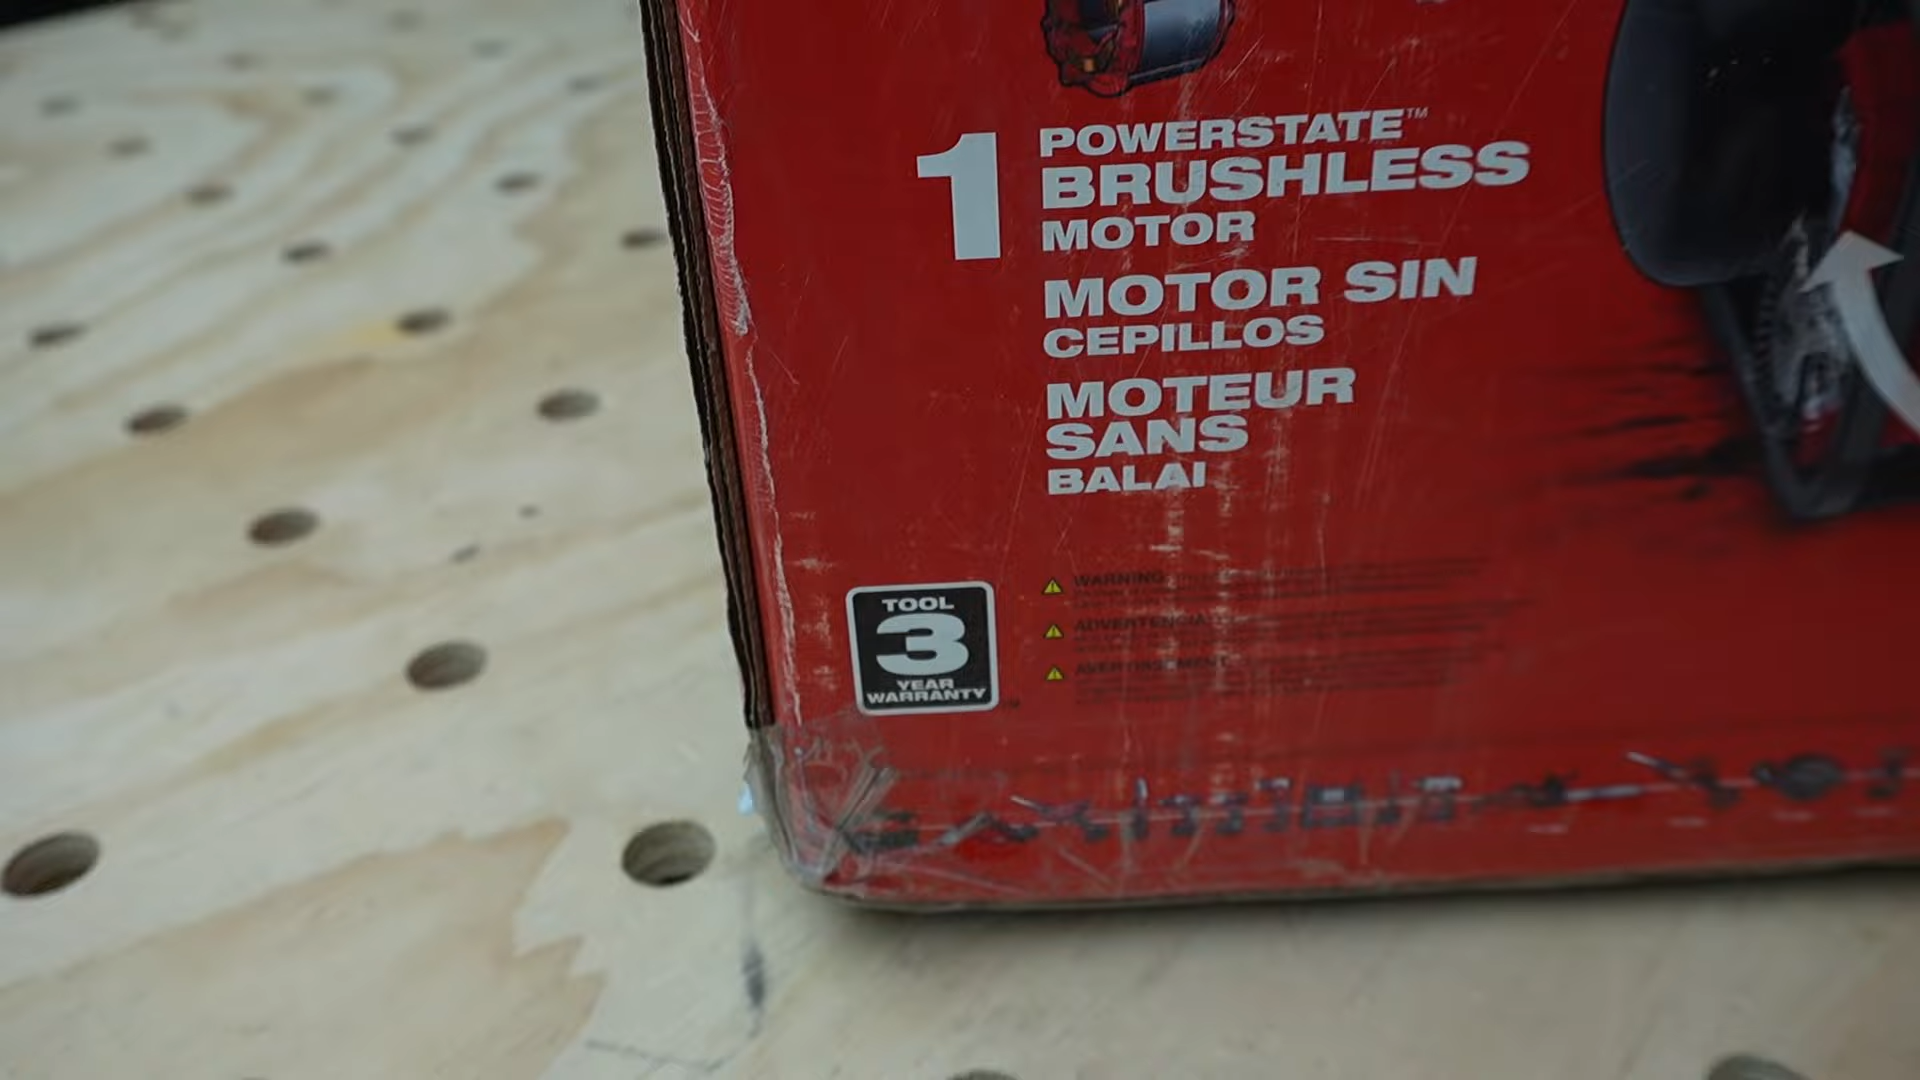 1
POWERSTATE™
BRUSHLESS
MOTOR
MOTOR SIN
CEPILLOS
MOTEUR
SANS
BALAI
TOOL
3
YEAR
WARRANTY
WARNING:
ADVERTENCIA:
AVERTISSEMENT: